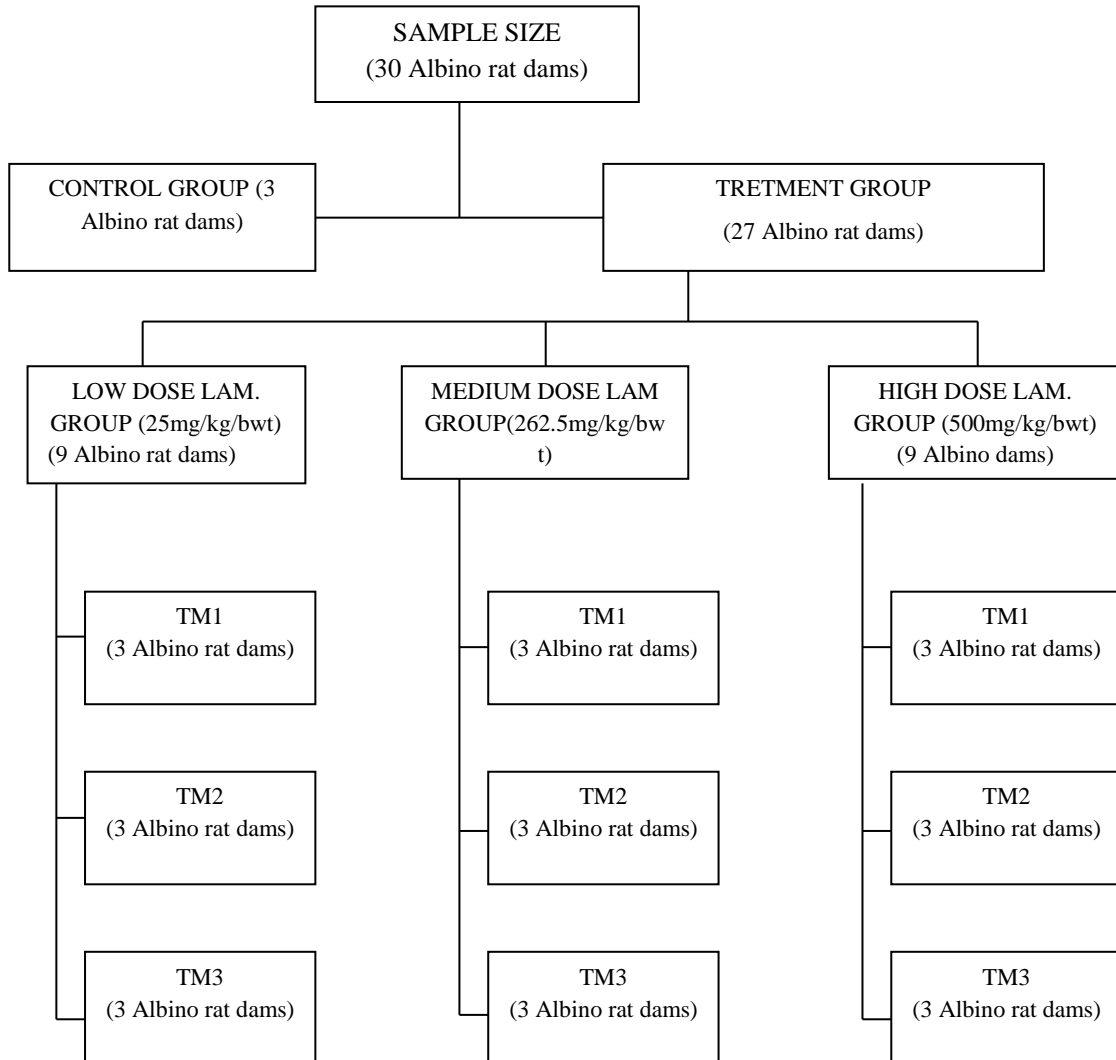 SAMPLE SIZE
(30 Albino rat dams)
CONTROL GROUP (3
Albino rat dams)
TRETMENT GROUP
(27 Albino rat dams)
LOW DOSE LAM.
GROUP (25mg/kg/bwt)
(9 Albino rat dams)
MEDIUM DOSE LAM
GROUP(262.5mg/kg/bw
t)
HIGH DOSE LAM.
GROUP (500mg/kg/bwt)
(9 Albino dams)
TM1
(3 Albino rat dams)
TM1
(3 Albino rat dams)
TM1
(3 Albino rat dams)
TM2
(3 Albino rat dams)
TM2
(3 Albino rat dams)
TM2
(3 Albino rat dams)
TM3
(3 Albino rat dams)
TM3
(3 Albino rat dams)
TM3
(3 Albino rat dams)